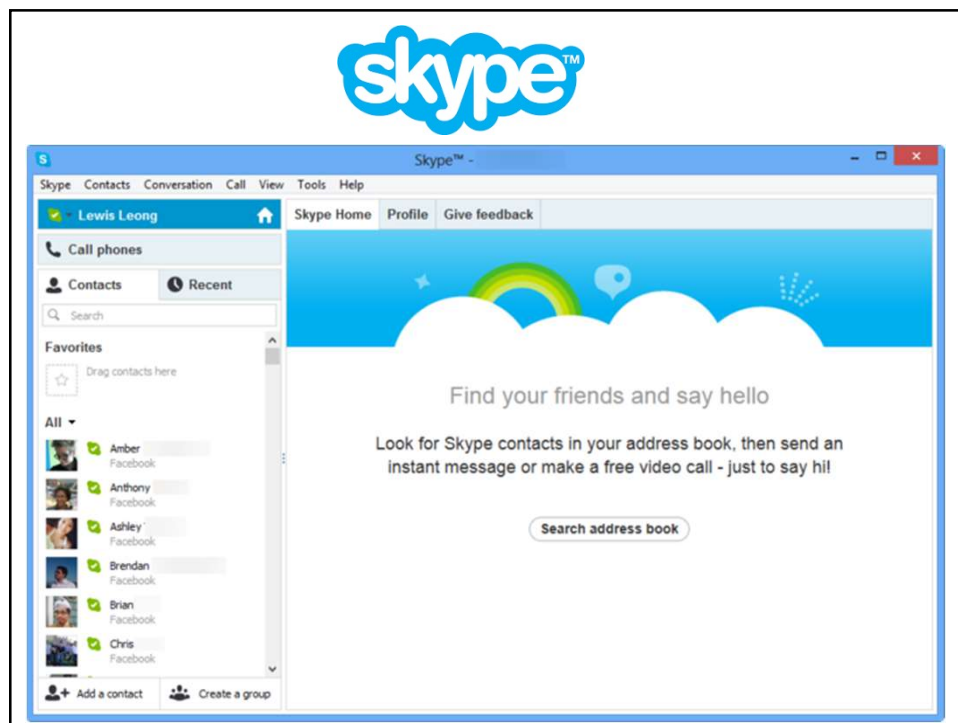 skype™
Skype™ -
Skype Contacts Conversation Call View Tools Help
Lewis Leong
Call phones
Contacts Recent
Search
Favorites
Drag contacts here
All
Amber
Facebook
Anthony
Facebook
Ashley
Facebook
Brendan
Facebook
Brian
Facebook
Chris
Facebook
Add a contact Create a group
Skype Home Profile Give feedback
Find your friends and say hello
Look for Skype contacts in your address book, then send an
instant message or make a free video call - just to say hi!
Search address book